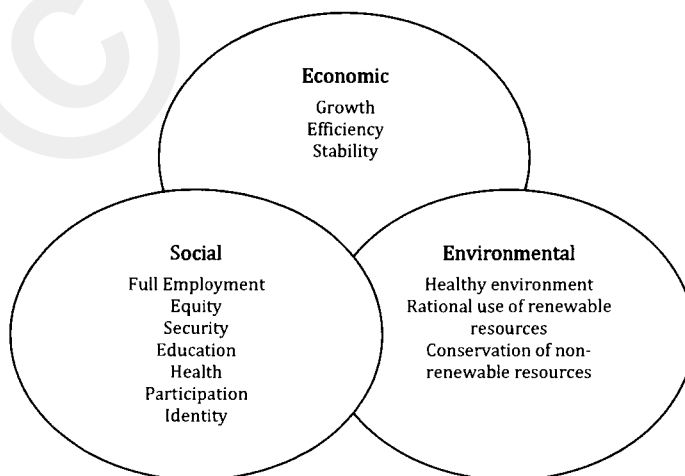 Economic
Growth
Efficiency
Stability
Social
Full Employment
Equity
Security
Education
Health
Participation
Identity
Environmental
Healthy environment
Rational use of renewable
resources
Conservation of non-
renewable resources